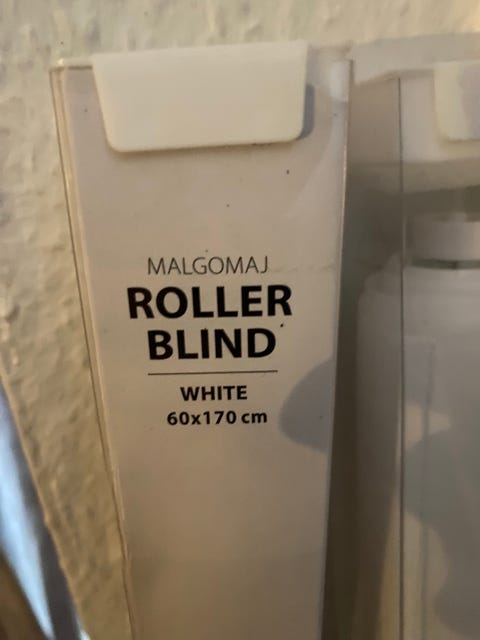 MALGOMAJ
ROLLER
BLIND
WHITE
60x170 cm